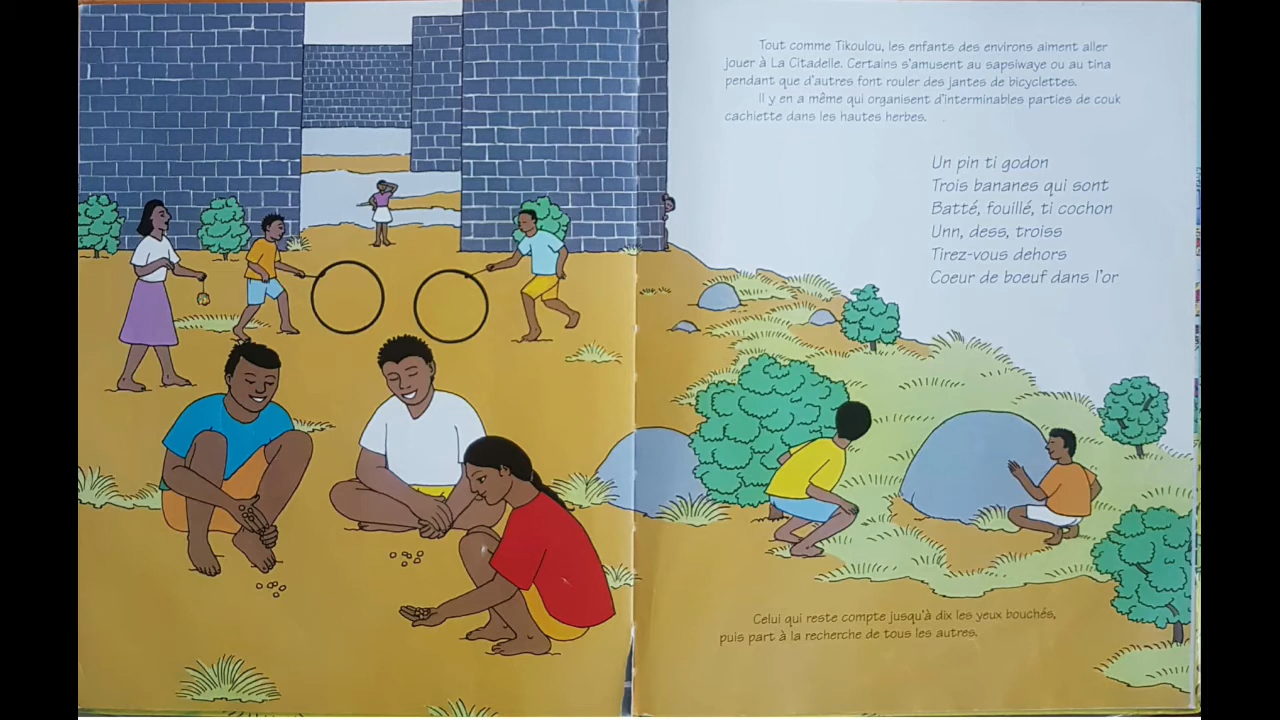 Tout comme Tikoulou, les enfants des environs aiment aller
jouer à La Citadelle. Certains s'amusent au sapsiwaye ou au tina
pendant que d'autres font rouler des jantes de bicyclettes.
Il y en a même qui organisent d'interminables parties de couk
cachiette dans les hautes herbes.
Un pin ti godon
Trois bananes qui sont
Batté, fouillé, ti cochon
Unn, dess, troiss
Tirez-vous dehors
Coeur de boeuf dans l'or
Celui qui reste compte jusqu'à dix les yeux bouchés,
puis part à la recherche de tous les autres.